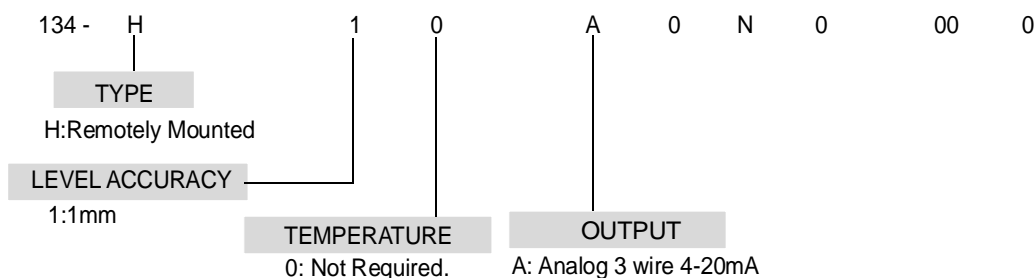 134 - H 1 0 A 0 N 0 00 0
TYPE
H:Remotely Mounted
LEVEL ACCURACY
1:1mm
TEMPERATURE
0: Not Required.
OUTPUT
A: Analog 3 wire 4-20mA